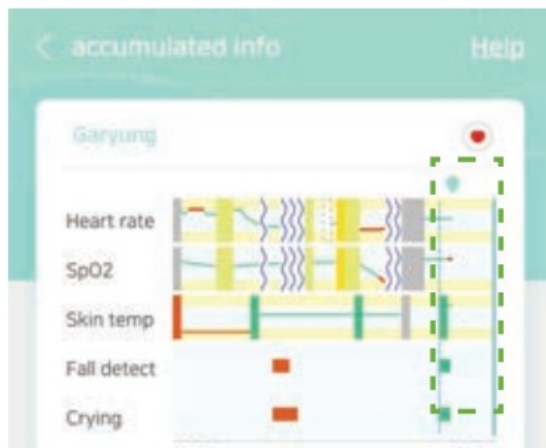 accumulated info
Help
Garyung
Heart rate
SpO2
Skin temp
Fall detect
Crying